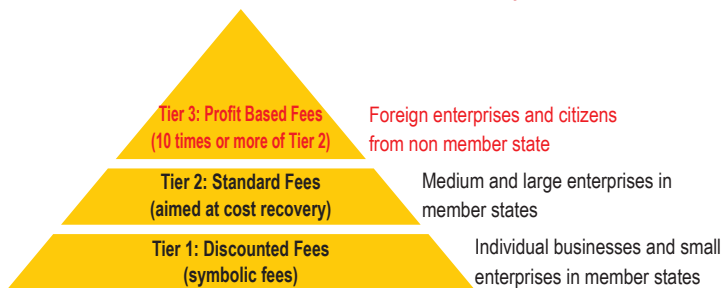 Tier 3: Profit Based Fees
(10 times or more of Tier 2)
Foreign enterprises and citizens
from non member state
Tier 2: Standard Fees
(aimed at cost recovery)
Medium and large enterprises in
member states
Tier 1: Discounted Fees
(symbolic fees)
Individual businesses and small
enterprises in member states